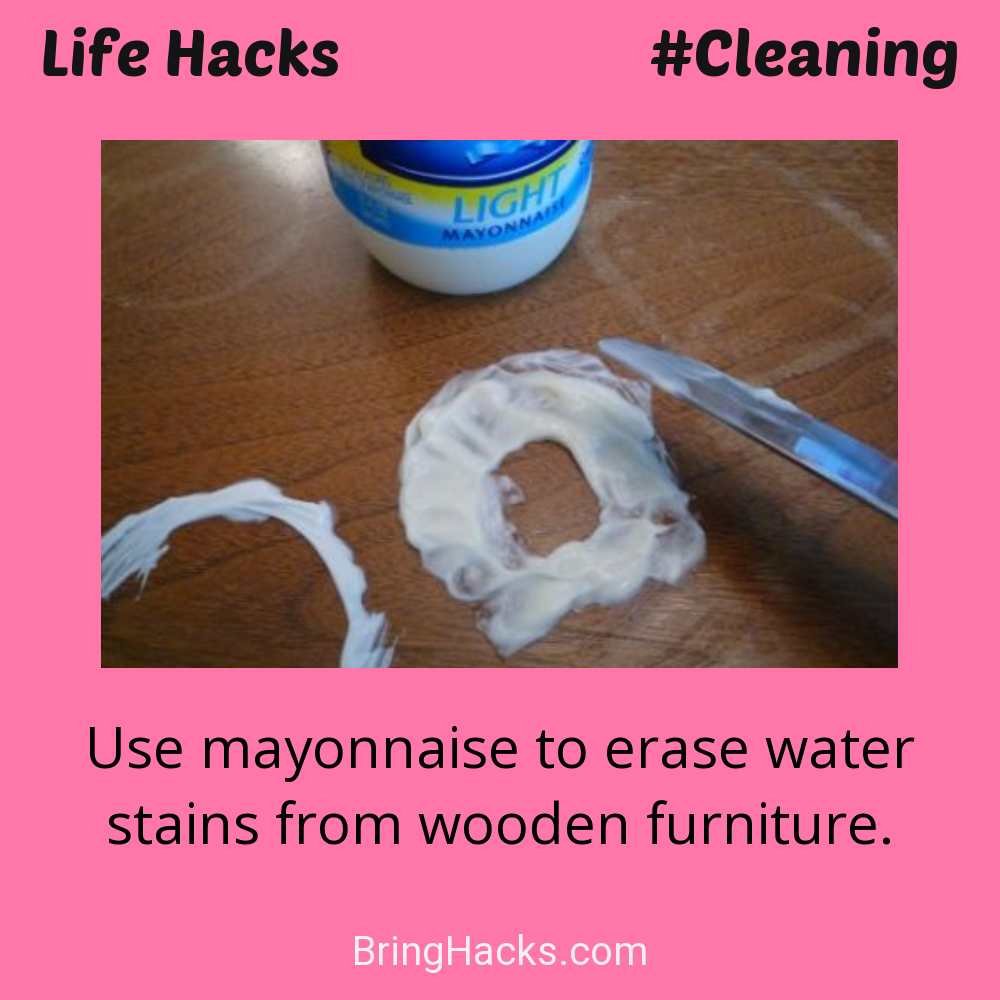 Life Hacks #Cleaning
LIGHT
MAYONNAISE
Use mayonnaise to erase water
stains from wooden furniture.
BringHacks.com